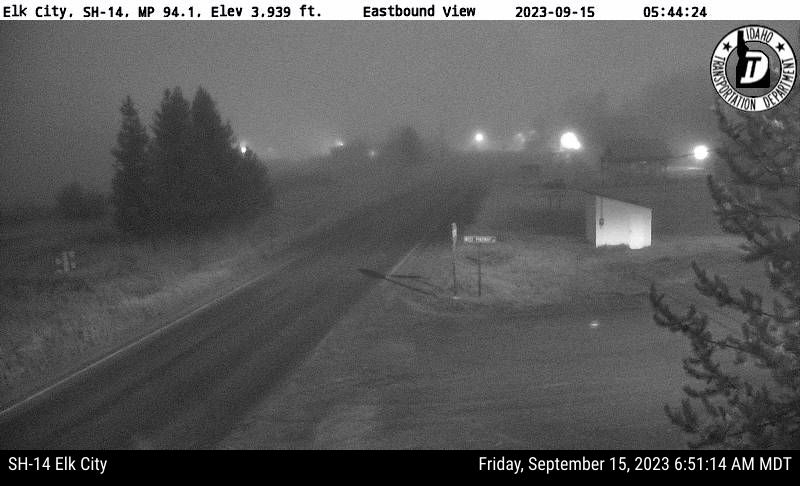 Elk City, SH-14, MP 94.1, Elev 3,939 ft. Eastbound View 2023-09-15 05:44:24
IDAHO
TRANSPORTATION DEPARTMENT
SH-14 Elk City
Friday, September 15, 2023 6:51:14 AM MDT